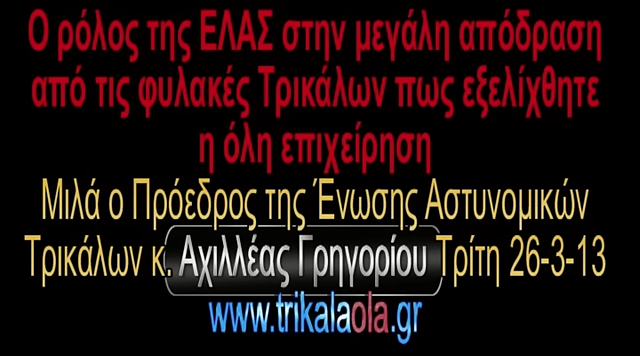 Ο ρόλος της ΕΛΑΣ στην μεγάλη απόδραση
από τις φυλακές Τρικάλων πως εξελίχθητε
η όλη επιχείρηση
Μιλά ο Πρόεδρος της Ένωσης Αστυνομικών
Τρικάλων κ. Αχιλλέας Γρηγορίου Τρίτη 26-3-13
www.trikalaola.gr